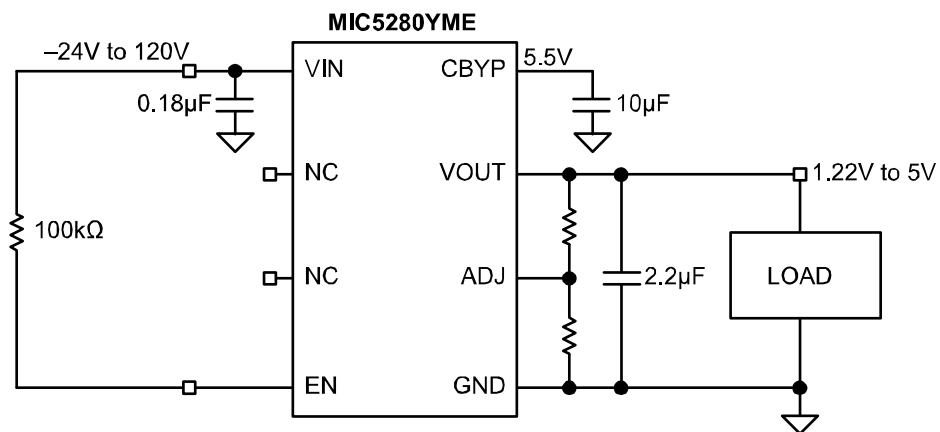 MIC5280YME
–24V to 120V
VIN
CBYP
5.5V
0.18µF
10µF
NC
VOUT
1.22V to 5V
100kΩ
NC
ADJ
2.2µF
LOAD
EN
GND